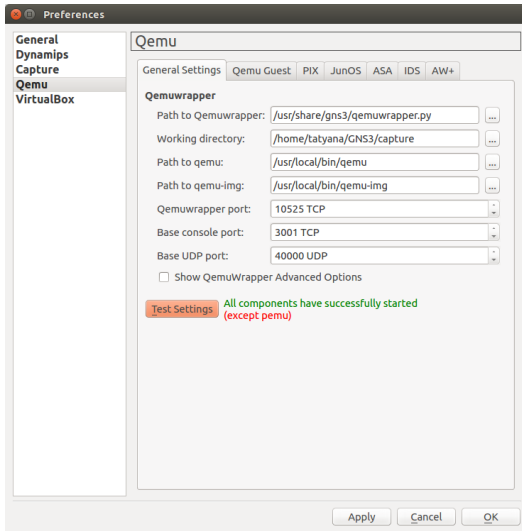 Preferences
General
Dynamips
Capture
Qemu
VirtualBox
Qemu
General Settings Qemu Guest PIX JunOS ASA IDS AW+
Qemuwrapper
Path to Qemuwrapper: /usr/share/gns3/qemuwrapper.py ...
Working directory: /home/tatyana/GNS3/capture ...
Path to qemu: /usr/local/bin/qemu ...
Path to qemu-img: /usr/local/bin/qemu-img ...
Qemuwrapper port: 10525 TCP
Base console port: 3001 TCP
Base UDP port: 40000 UDP
Show QemuWrapper Advanced Options
Test Settings All components have successfully started
(except pemu)
Apply Cancel OK